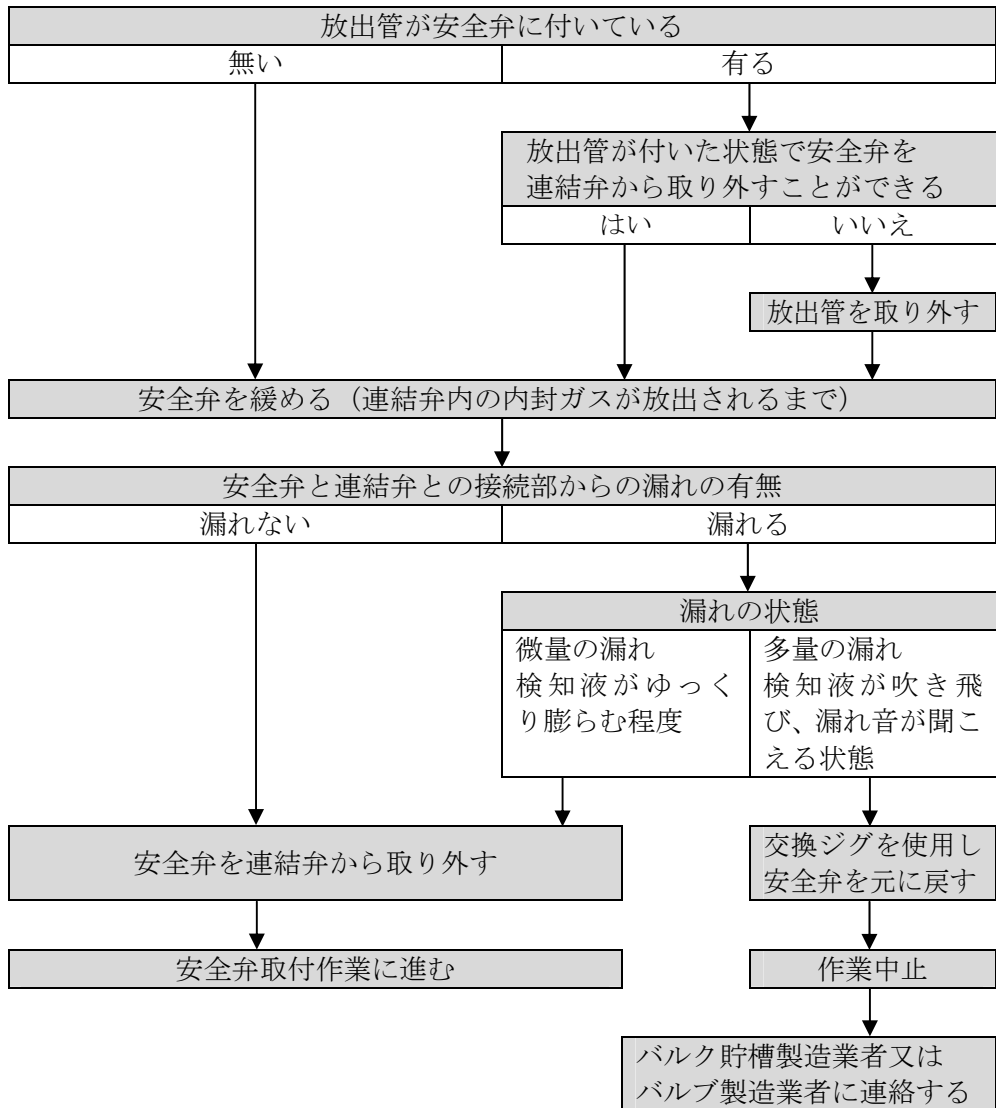 放出管が安全弁に付いている
無い
有る
放出管が付いた状態で安全弁を
連結弁から取り外すことができる
はい
いいえ
放出管を取り外す
安全弁を緩める（連結弁内の内封ガスが放出されるまで）
安全弁と連結弁との接続部からの漏れの有無
漏れない
漏れる
漏れの状態
微量の漏れ
検知液がゆっく
り膨らむ程度
多量の漏れ
検知液が吹き飛
び、漏れ音が聞こ
える状態
安全弁を連結弁から取り外す
交換ジグを使用し
安全弁を元に戻す
安全弁取付作業に進む
作業中止
バルク貯槽製造業者又は
バルブ製造業者に連絡する